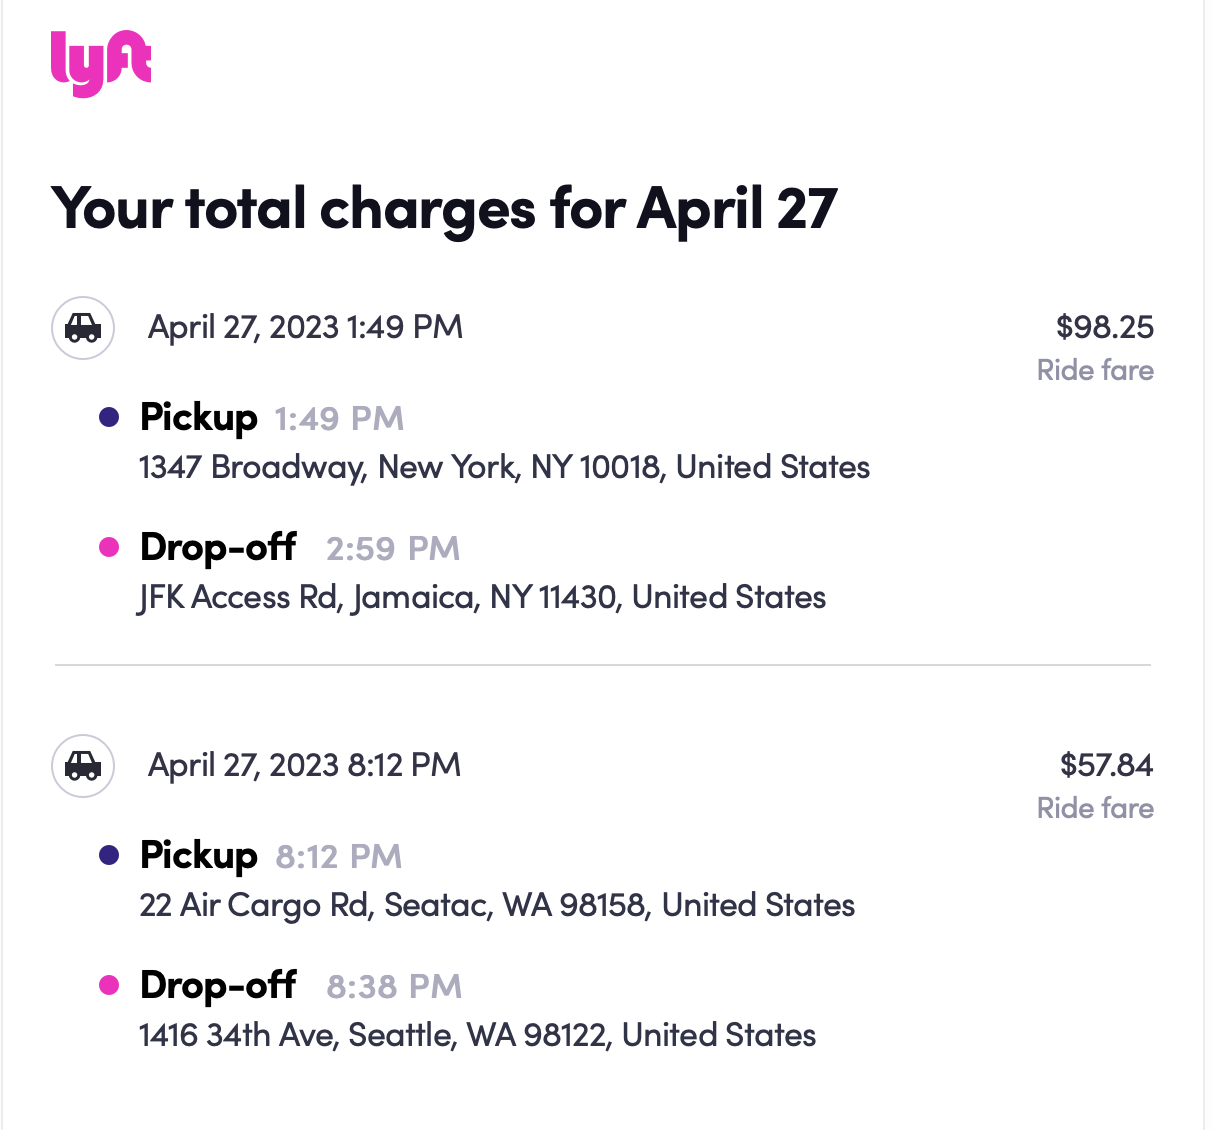 lyft
Your total charges for April 27
April 27, 2023 1:49 PM $98.25
Ride fare
Pickup 1:49 PM
1347 Broadway, New York, NY 10018, United States
Drop-off 2:59 PM
JFK Access Rd, Jamaica, NY 11430, United States
April 27, 2023 8:12 PM $57.84
Ride fare
Pickup 8:12 PM
22 Air Cargo Rd, Seatac, WA 98158, United States
Drop-off 8:38 PM
1416 34th Ave, Seattle, WA 98122, United States